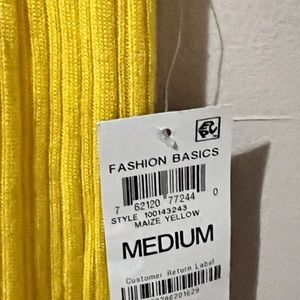 FASHION BASICS
7 62120 77244 0
STYLE 100143243
MAIZE YELLOW
MEDIUM
Customer Return Label